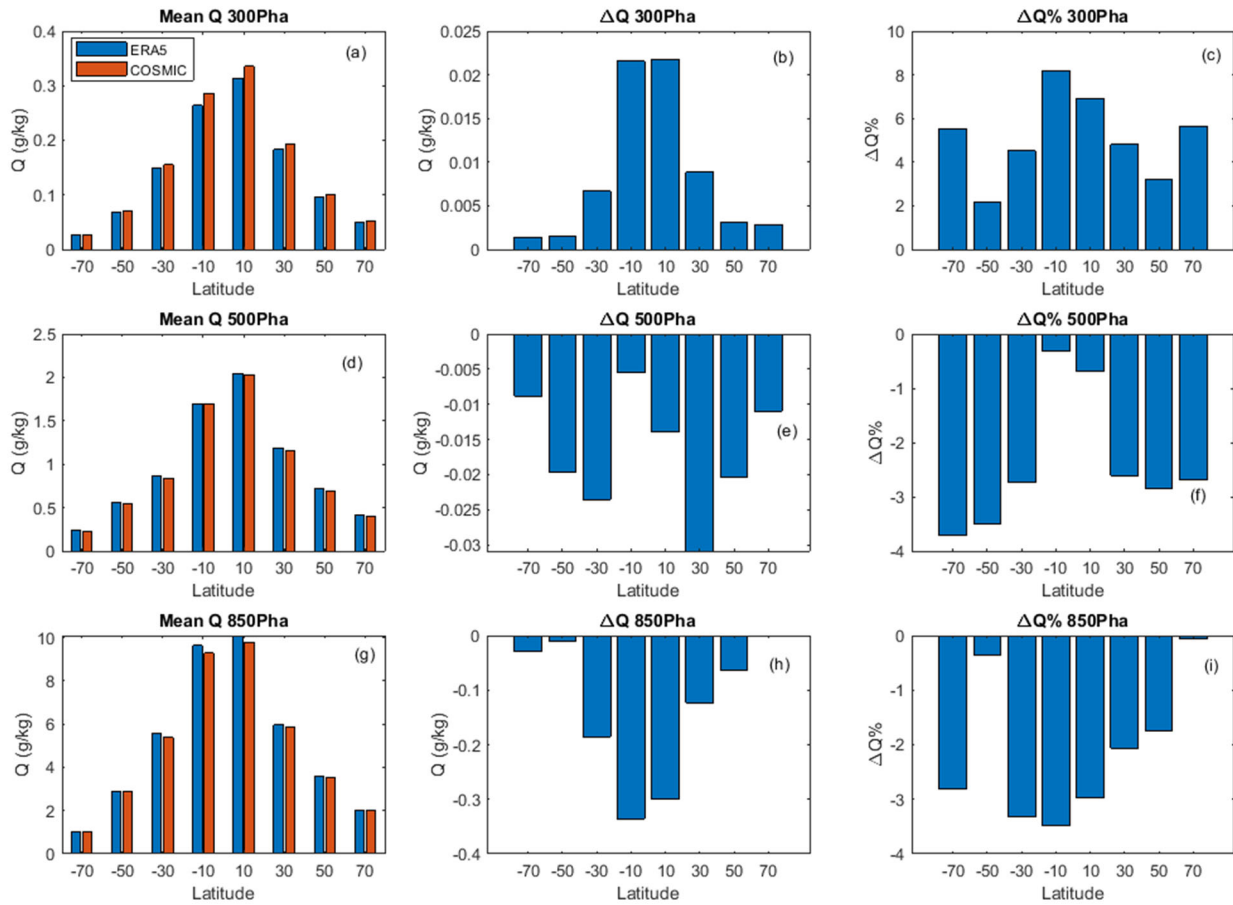 Mean Q 300Pha
0.4
0.3
0.2
0.1
0
Q (g/kg)
ERA5
COSMIC
(a)
-70 -50 -30 -10 10 30 50 70
Latitude
ΔQ 300Pha
0.025
0.02
0.015
0.01
0.005
0
Q (g/kg)
(b)
-70 -50 -30 -10 10 30 50 70
Latitude
ΔQ% 300Pha
10
8
6
4
2
0
ΔQ%
(c)
-70 -50 -30 -10 10 30 50 70
Latitude
Mean Q 500Pha
2.5
2
1.5
1
0.5
0
Q (g/kg)
(d)
-70 -50 -30 -10 10 30 50 70
Latitude
ΔQ 500Pha
0
-0.005
-0.01
-0.015
-0.02
-0.025
-0.03
Q (g/kg)
(e)
-70 -50 -30 -10 10 30 50 70
Latitude
ΔQ% 500Pha
0
-1
-2
-3
-4
ΔQ%
(f)
-70 -50 -30 -10 10 30 50 70
Latitude
Mean Q 850Pha
10
8
6
4
2
0
Q (g/kg)
(g)
-70 -50 -30 -10 10 30 50 70
Latitude
ΔQ 850Pha
0
-0.1
-0.2
-0.3
-0.4
Q (g/kg)
(h)
-70 -50 -30 -10 10 30 50 70
Latitude
ΔQ% 850Pha
0
-1
-2
-3
-4
ΔQ%
(i)
-70 -50 -30 -10 10 30 50 70
Latitude